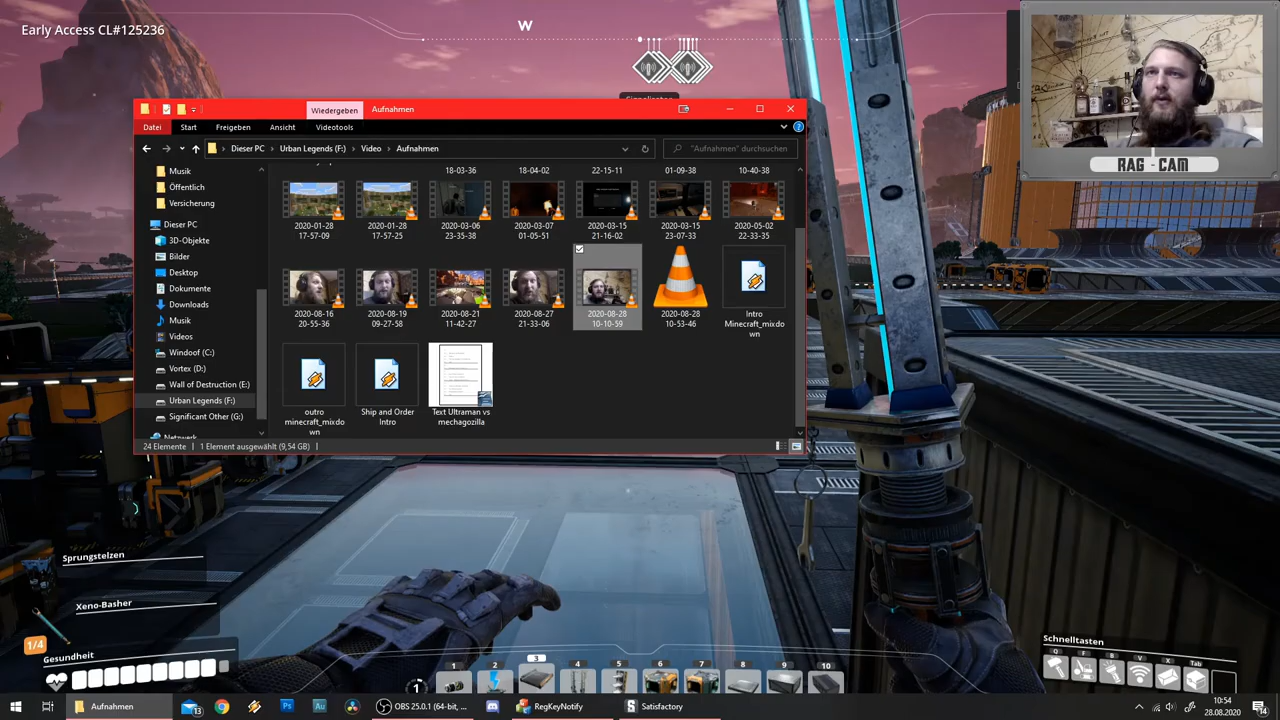 Early Access CL#125236
W
RAG - CAM
Wiedergeben
Aufnahmen
Datei
Start
Freigeben
Ansicht
Videotools
Dieser PC
Urban Legends (F:)
Video
Aufnahmen
"Aufnahmen" durchsuchen
Musik
Öffentlich
Versicherung
Dieser PC
3D-Objekte
Bilder
Desktop
Dokumente
Downloads
Musik
Videos
Windoof (C:)
Vortex (D:)
Wall of Destruction (E:)
Urban Legends (F:)
Significant Other (G:)
Netzwerk
18-03-36
18-04-02
22-15-11
01-09-38
10-40-38
2020-01-28
17-57-09
2020-01-28
17-57-25
2020-03-06
23-35-38
2020-03-07
01-05-51
2020-03-15
21-16-02
2020-03-15
23-07-33
2020-05-02
22-33-35
2020-08-16
20-55-36
2020-08-19
09-27-58
2020-08-21
11-42-27
2020-08-27
21-33-06
2020-08-28
10-10-59
2020-08-28
10-53-46
Intro
Minecraft_mixdo
wn
outro
minecraft_mixdo
wn
Ship and Order
Intro
Text Ultraman vs
mechagozilla
24 Elemente
1 Element ausgewählt (9,54 GB)
Sprungstelzen
Xeno-Basher
1/4
Gesundheit
1
1
2
3
4
5
6
7
8
9
10
Schnelltasten
Q
F
B
V
X
Tab
Aufnahmen
13
OBS 25.0.1 (64-bit, ...
RegKeyNotify
Satisfactory
10:54
28.08.2020
14